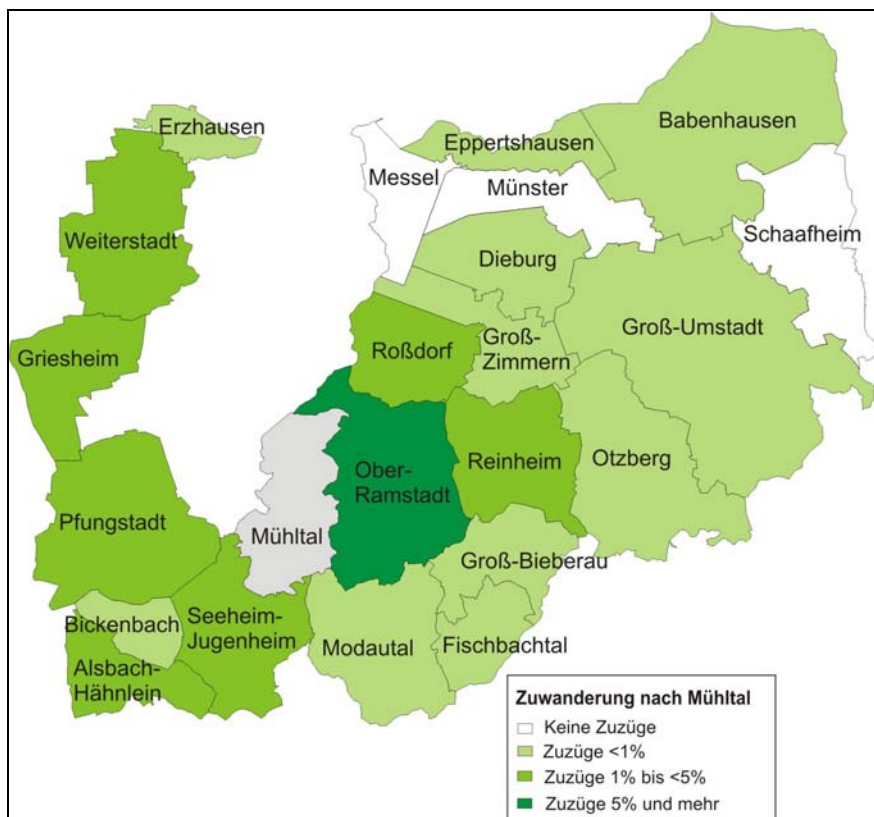 Erzhausen
Babenhausen
Eppertshausen
Messel
Münster
Weiterstadt
Schaafheim
Dieburg
Groß-Umstadt
Griesheim
Roßdorf
Groß-
Zimmern
Reinheim
Otzberg
Ober-
Ramstadt
Pfungstadt
Mühltal
Groß-Bieberau
Bickenbach
Seeheim-
Jugenheim
Modautal
Fischbachtal
Alsbach-
Hähnlein
Zuwanderung nach Mühltal
Keine Zuzüge
Zuzüge <1%
Zuzüge 1% bis <5%
Zuzüge 5% und mehr